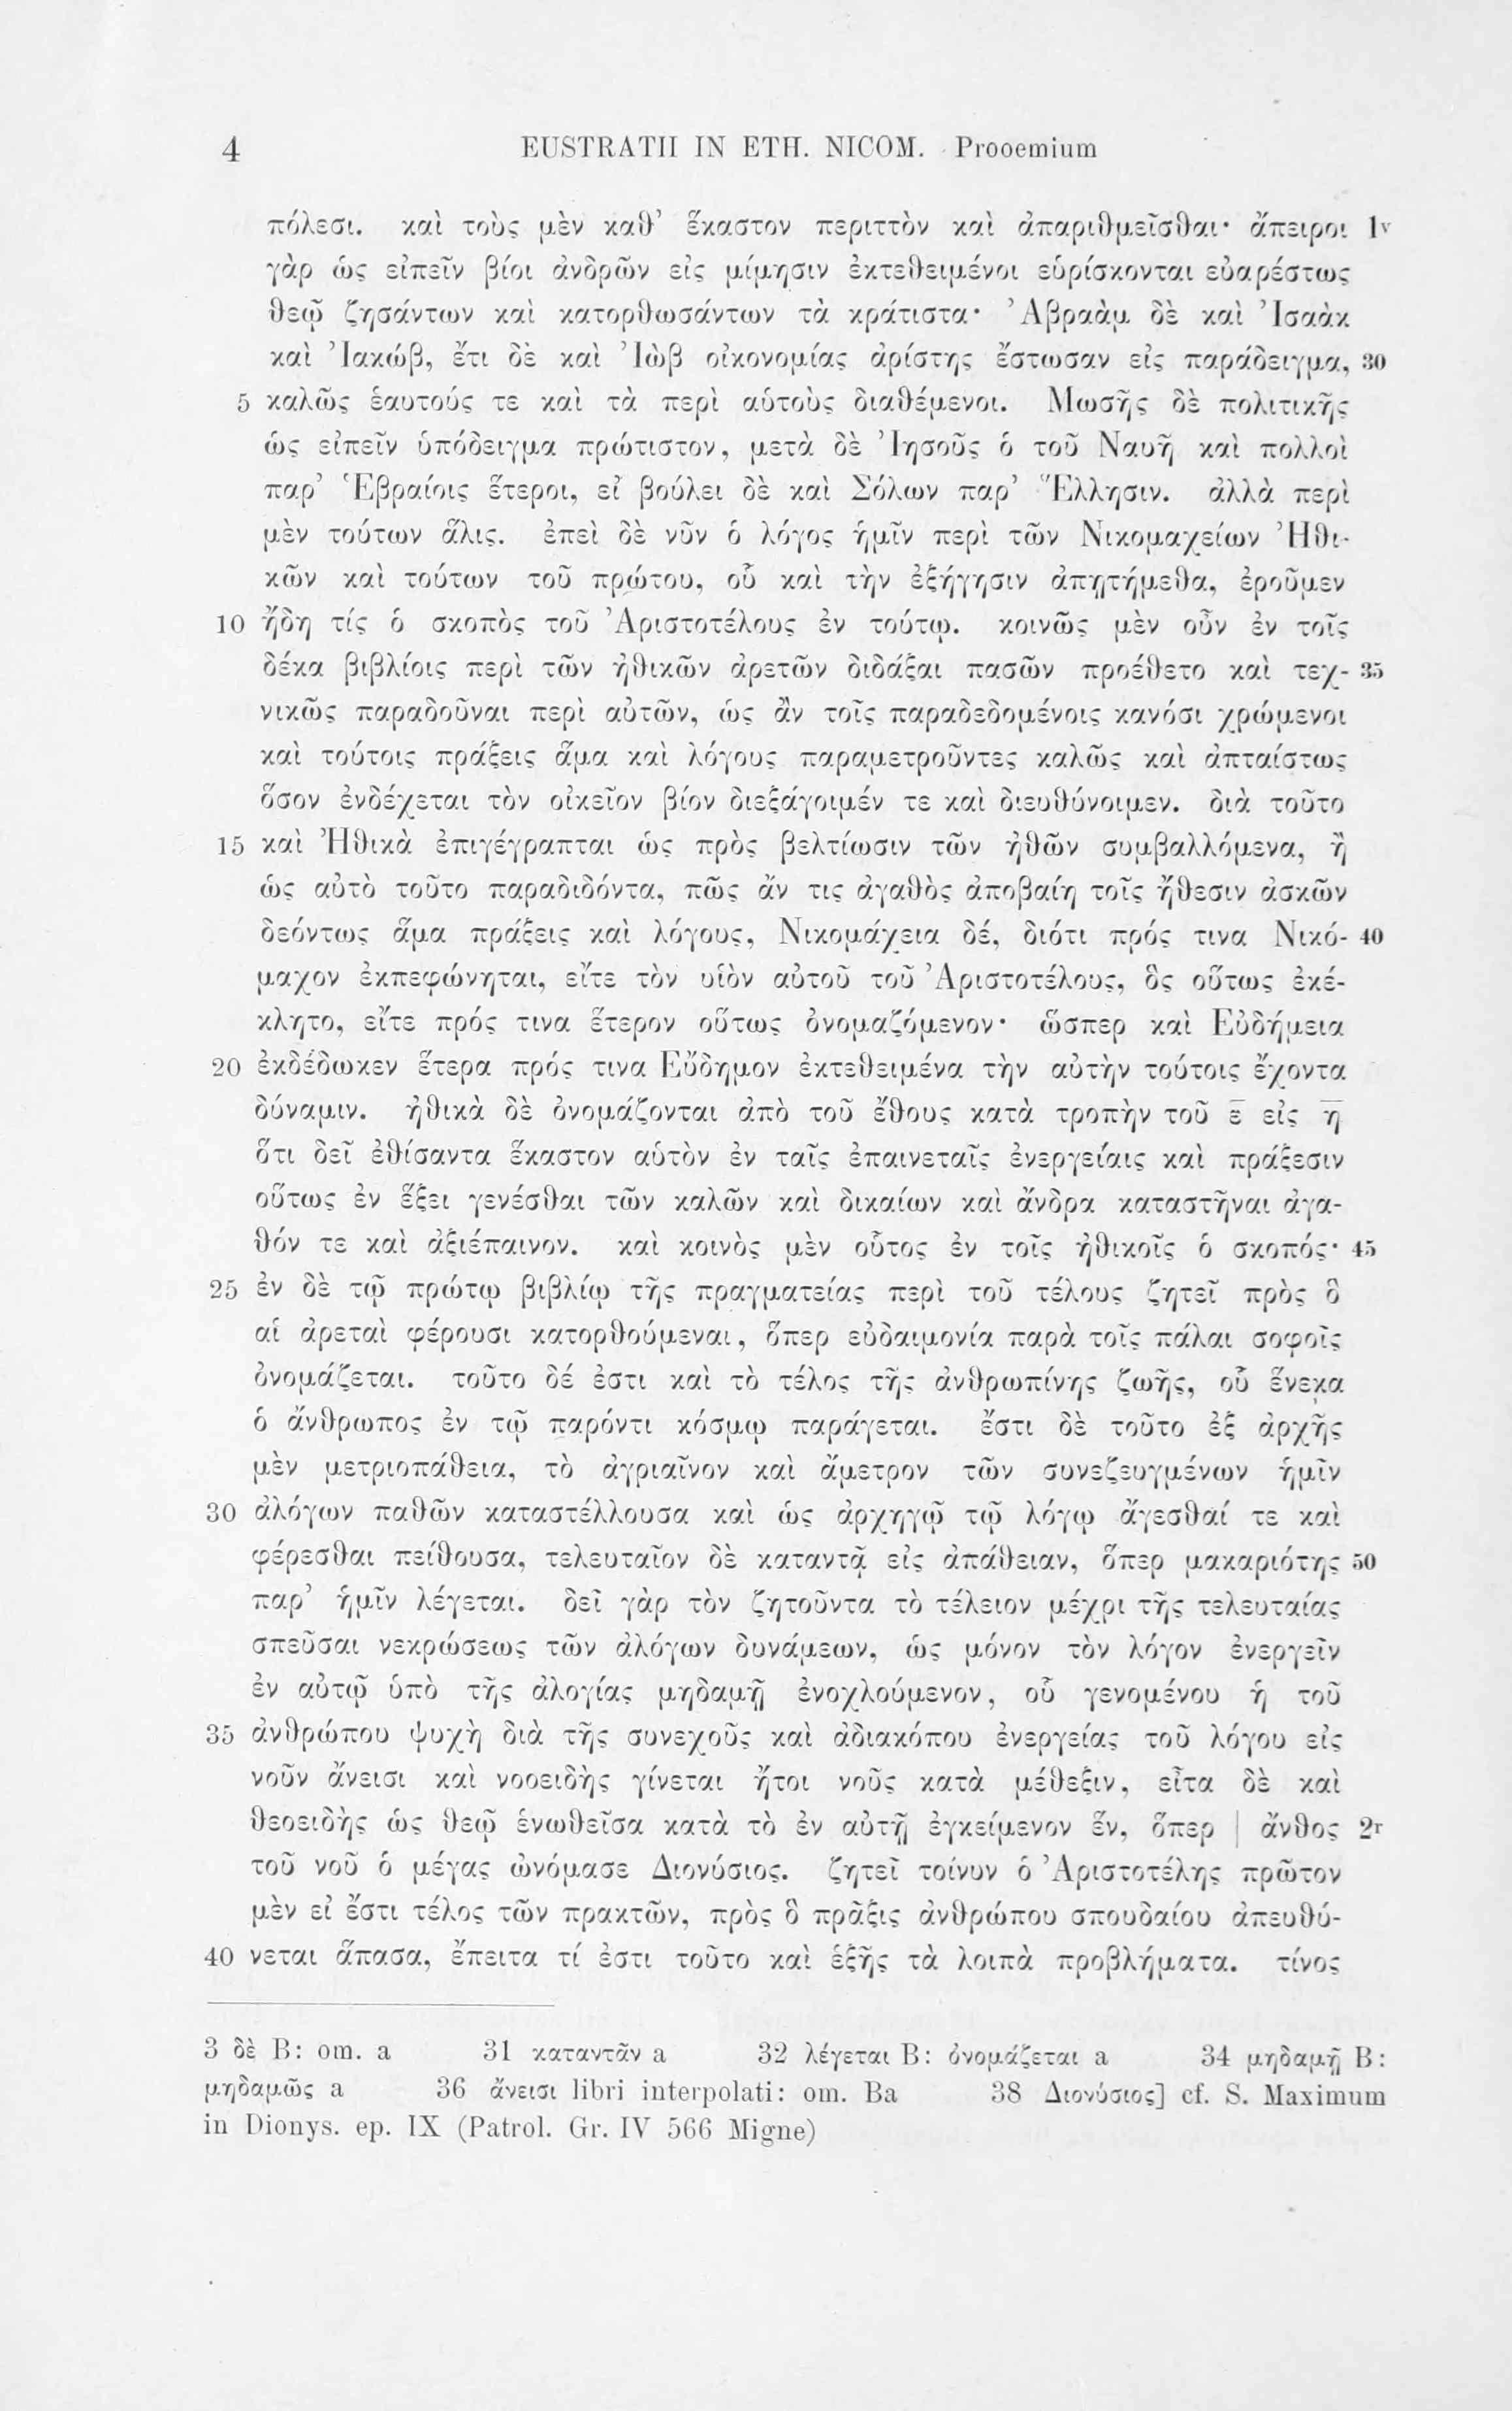 4 EUSTRATII IN ETH. NICOM. Prooemium
πόλεσι. καὶ τοὺς μὲν καθ’ ἕκαστον περιττὸν καὶ ἀπαριθμεῖσθαι· ἄπειροι 1v
γὰρ ὡς εἰπεῖν βίοι ἀνδρῶν εἰς μίμησιν ἐκτεθειμένοι εὑρίσκονται εὐαρέστως
θεῷ ζησάντων καὶ κατορθωσάντων τὰ κράτιστα· Ἀβραὰμ δὲ καὶ Ἰσαὰκ
καὶ Ἰακώβ, ἔτι δὲ καὶ Ἰὼβ οἰκονομίας ἀρίστης ἔστωσαν εἰς παράδειγμα, 30
5 καλῶς ἑαυτούς τε καὶ τὰ περὶ αὑτοὺς διαθέμενοι. Μωσῆς δὲ πολιτικῆς
ὡς εἰπεῖν ὑπόδειγμα πρώτιστον, μετὰ δὲ Ἰησοῦς ὁ τοῦ Ναυῆ καὶ πολλοὶ
παρ’ Ἑβραίοις ἕτεροι, εἰ βούλει δὲ καὶ Σόλων παρ’ Ἕλλησιν. ἀλλὰ περὶ
μὲν τούτων ἅλις. ἐπεὶ δὲ νῦν ὁ λόγος ἡμῖν περὶ τῶν Νικομαχείων Ἠθι-
κῶν καὶ τούτων τοῦ πρώτου, οὗ καὶ τὴν ἐξήγησιν ἀπῃτήμεθα, ἐροῦμεν
10 ἤδη τίς ὁ σκοπὸς τοῦ Ἀριστοτέλους ἐν τούτῳ. κοινῶς μὲν οὖν ἐν τοῖς
δέκα βιβλίοις περὶ τῶν ἠθικῶν ἀρετῶν διδάξαι πασῶν προέθετο καὶ τεχ- 35
νικῶς παραδοῦναι περὶ αὐτῶν, ὡς ἂν τοῖς παραδεδομένοις κανόσι χρώμενοι
καὶ τούτοις πράξεις ἅμα καὶ λόγους παραμετροῦντες καλῶς καὶ ἀπταίστως
ὅσον ἐνδέχεται τὸν οἰκεῖον βίον διεξάγοιμέν τε καὶ διευθύνοιμεν. διὰ τοῦτο
15 καὶ Ἠθικὰ ἐπιγέγραπται ὡς πρὸς βελτίωσιν τῶν ἠθῶν συμβαλλόμενα, ἢ
ὡς αὐτὸ τοῦτο παραδιδόντα, πῶς ἄν τις ἀγαθὸς ἀποβαίη τοῖς ἤθεσιν ἀσκῶν
δεόντως ἅμα πράξεις καὶ λόγους, Νικομάχεια δέ, διότι πρός τινα Νικό- 40
μαχον ἐκπεφώνηται, εἴτε τὸν υἱὸν αὐτοῦ τοῦ Ἀριστοτέλους, ὃς οὕτως ἐκέ-
κλητο, εἴτε πρός τινα ἕτερον οὕτως ὀνομαζόμενον· ὥσπερ καὶ Εὐδήμεια
20 ἐκδέδωκεν ἕτερα πρός τινα Εὔδημον ἐκτεθειμένα τὴν αὐτὴν τούτοις ἔχοντα
δύναμιν. ἠθικὰ δὲ ὀνομάζονται ἀπὸ τοῦ ἔθους κατὰ τροπὴν τοῦ ε̅ εἰς η̅
ὅτι δεῖ ἐθίσαντα ἕκαστον αὑτὸν ἐν ταῖς ἐπαινεταῖς ἐνεργείαις καὶ πράξεσιν
οὕτως ἐν ἕξει γενέσθαι τῶν καλῶν καὶ δικαίων καὶ ἄνδρα καταστῆναι ἀγα-
θόν τε καὶ ἀξιέπαινον. καὶ κοινὸς μὲν οὗτος ἐν τοῖς ἠθικοῖς ὁ σκοπός· 45
25 ἐν δὲ τῷ πρώτῳ βιβλίῳ τῆς πραγματείας περὶ τοῦ τέλους ζητεῖ πρὸς ὃ
αἱ ἀρεταὶ φέρουσι κατορθούμεναι, ὅπερ εὐδαιμονία παρὰ τοῖς πάλαι σοφοῖς
ὀνομάζεται. τοῦτο δέ ἐστι καὶ τὸ τέλος τῆς ἀνθρωπίνης ζωῆς, οὗ ἕνεκα
ὁ ἄνθρωπος ἐν τῷ παρόντι κόσμῳ παράγεται. ἔστι δὲ τοῦτο ἐξ ἀρχῆς
μὲν μετριοπάθεια, τὸ ἀγριαῖνον καὶ ἄμετρον τῶν συνεζευγμένων ἡμῖν
30 ἀλόγων παθῶν καταστέλλουσα καὶ ὡς ἀρχηγῷ τῷ λόγῳ ἄγεσθαί τε καὶ
φέρεσθαι πείθουσα, τελευταῖον δὲ καταντᾷ εἰς ἀπάθειαν, ὅπερ μακαριότης 50
παρ’ ἡμῖν λέγεται. δεῖ γὰρ τὸν ζητοῦντα τὸ τέλειον μέχρι τῆς τελευταίας
σπεῦσαι νεκρώσεως τῶν ἀλόγων δυνάμεων, ὡς μόνον τὸν λόγον ἐνεργεῖν
ἐν αὐτῷ ὑπὸ τῆς ἀλογίας μηδαμῇ ἐνοχλούμενον, οὗ γενομένου ἡ τοῦ
35 ἀνθρώπου ψυχὴ διὰ τῆς συνεχοῦς καὶ ἀδιακόπου ἐνεργείας τοῦ λόγου εἰς
νοῦν ἄνεισι καὶ νοοειδὴς γίνεται ἤτοι νοῦς κατὰ μέθεξιν, εἶτα δὲ καὶ
θεοειδὴς ὡς θεῷ ἑνωθεῖσα κατὰ τὸ ἐν αὐτῇ ἐγκείμενον ἕν, ὅπερ | ἄνθος 2r
τοῦ νοῦ ὁ μέγας ὠνόμασε Διονύσιος. ζητεῖ τοίνυν ὁ Ἀριστοτέλης πρῶτον
μὲν εἰ ἔστι τέλος τῶν πρακτῶν, πρὸς ὃ πρᾶξις ἀνθρώπου σπουδαίου ἀπευθύ-
40 νεται ἅπασα, ἔπειτα τί ἐστι τοῦτο καὶ ἑξῆς τὰ λοιπὰ προβλήματα. τίνος
3 δὲ B: om. a 31 καταντᾶν a 32 λέγεται B: ὀνομάζεται a 34 μηδαμῇ B:
μηδαμῶς a 36 ἄνεισι libri interpolati: om. Ba 38 Διονύσιος] cf. S. Maximum
in Dionys. ep. IX (Patrol. Gr. IV 566 Migne)